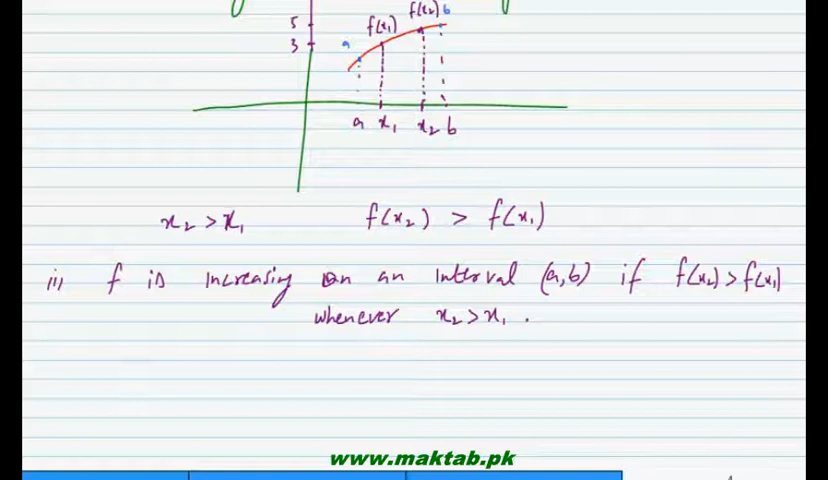 5
f(x₁) f(x₂) b
3
a
a x₁ x₂ b
x₂ > x₁ f(x₂) > f(x₁)
ii, f is increasing on an interval (a,b) if f(x₂) > f(x₁)
whenever x₂ > x₁ .
www.maktab.pk